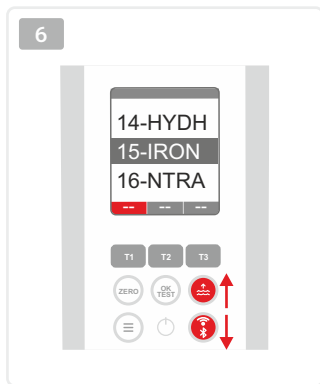 6
14-HYDH
15-IRON
16-NTRA
-- -- --
T1 T2 T3
ZERO OK TEST